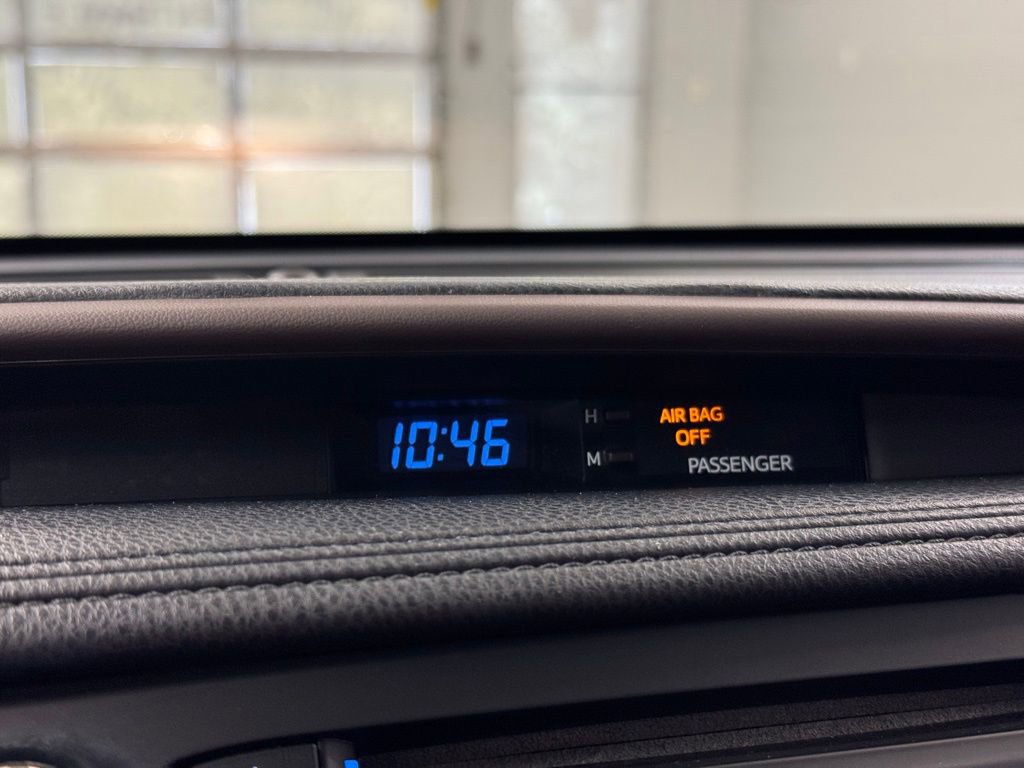 10:46
H
M
AIR BAG
OFF
PASSENGER